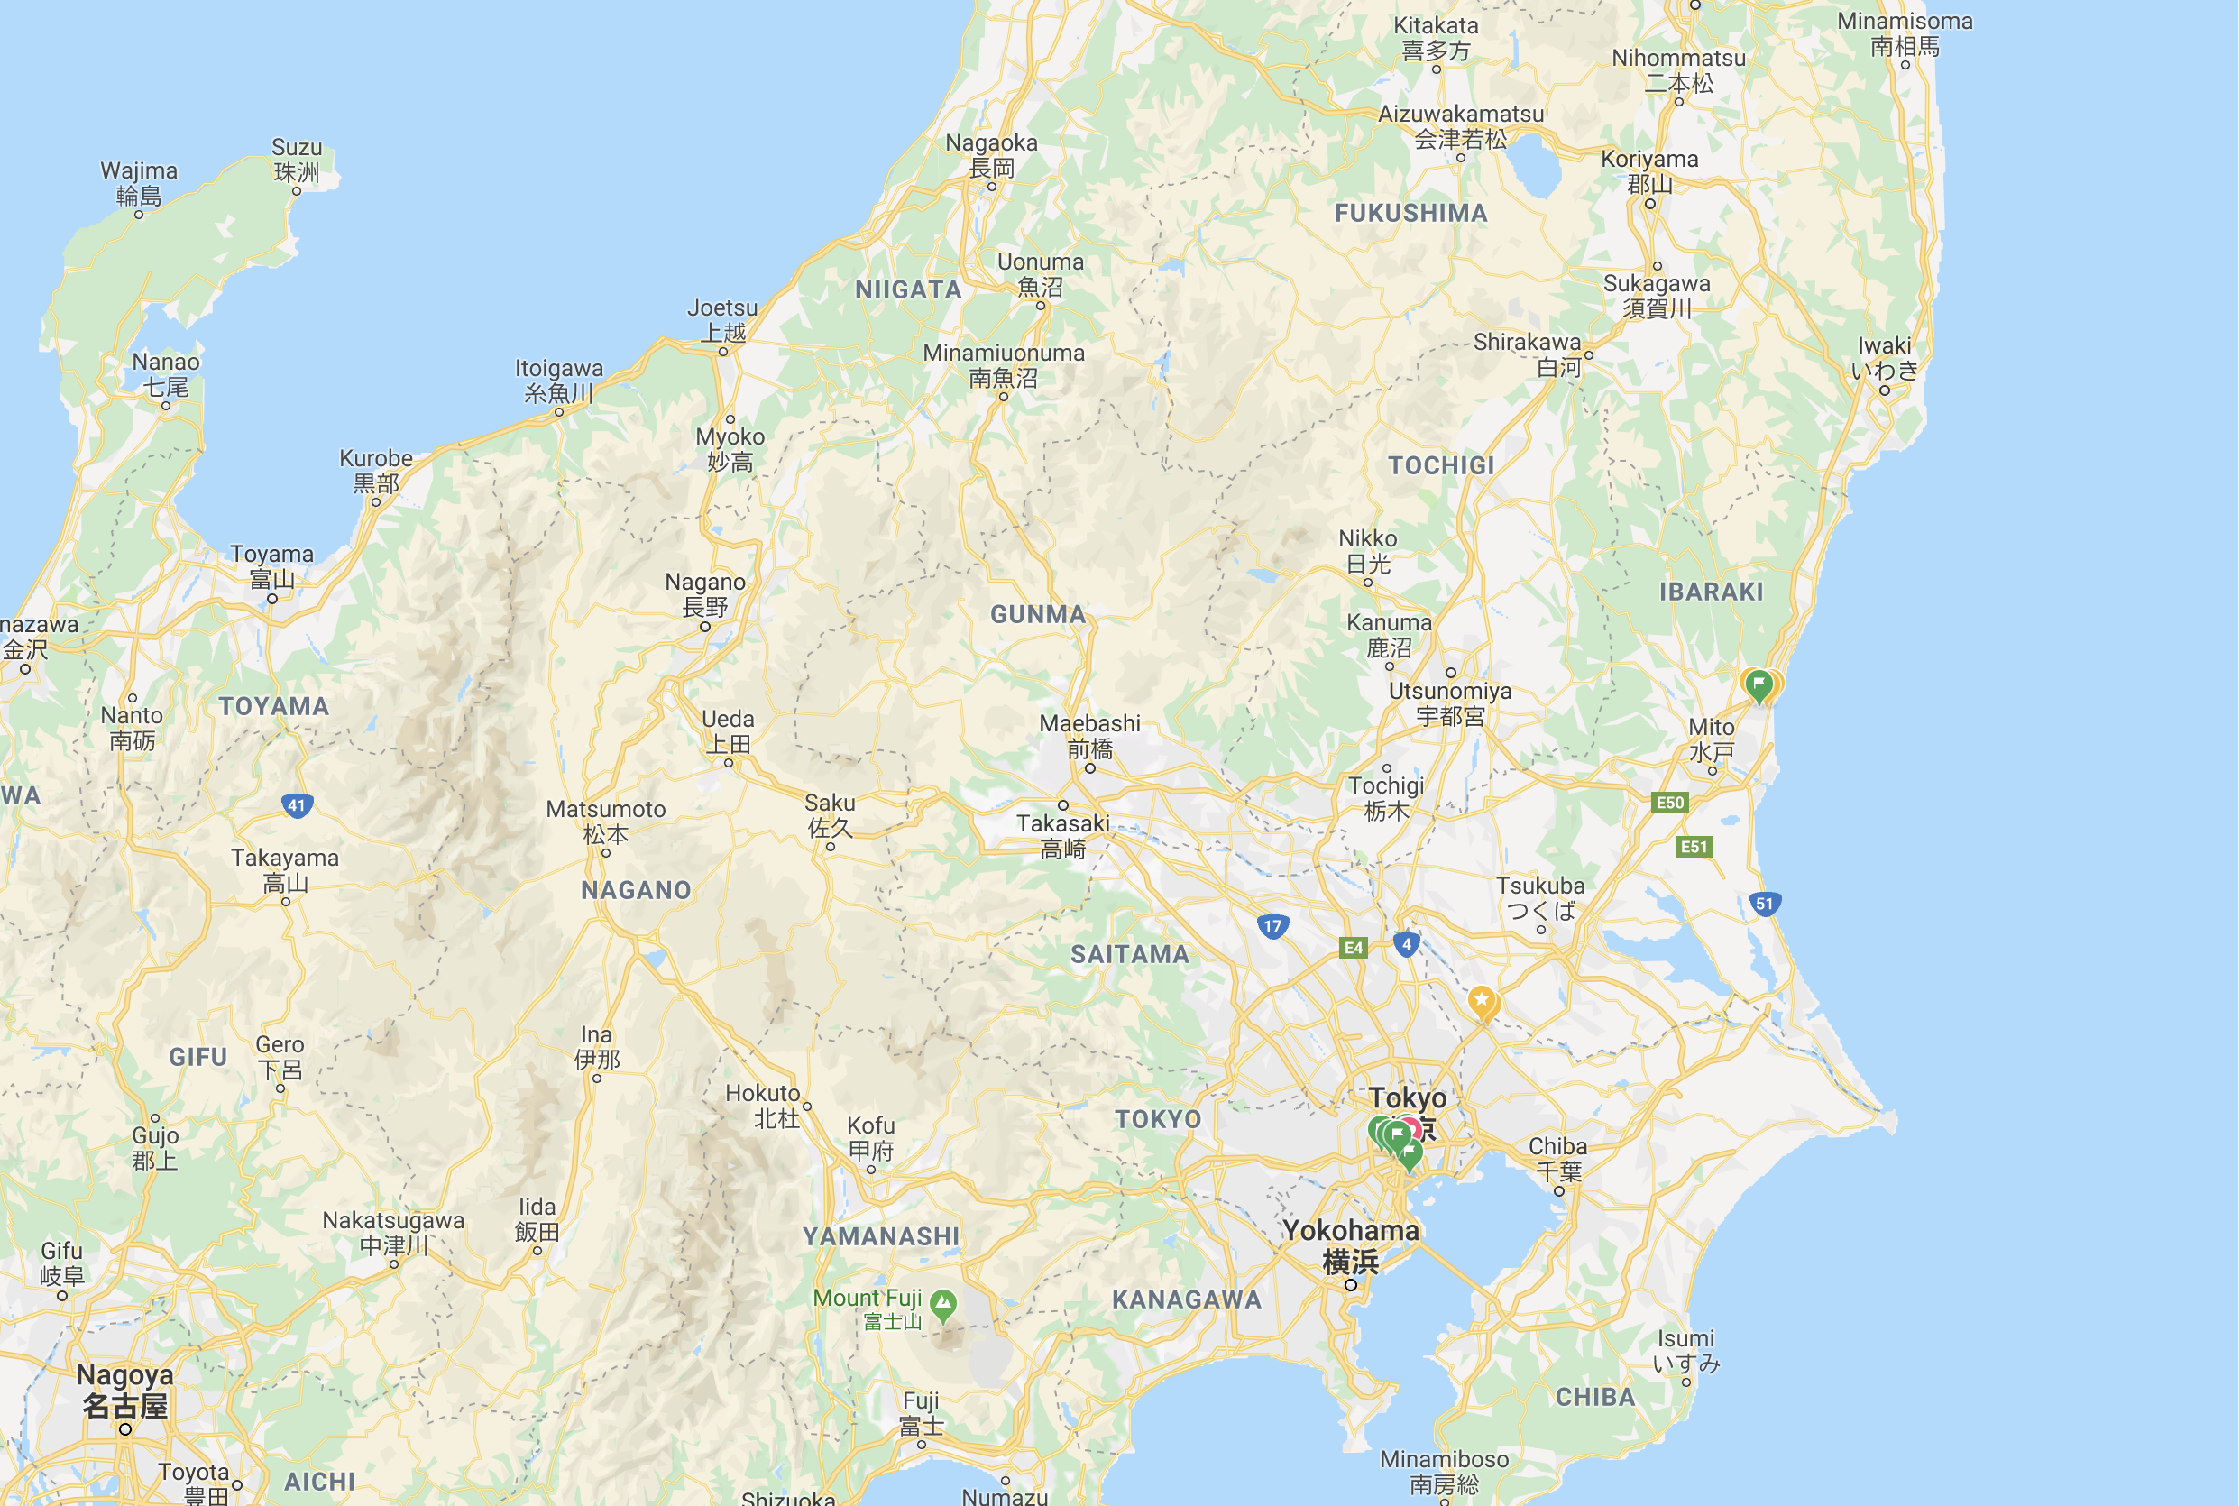 Minamisoma
南相馬
Kitakata
喜多方
Nihommatsu
二本松
Aizuwakamatsu
会津若松
Nagaoka
長岡
Suzu
珠洲
Wajima
輪島
Koriyama
郡山
FUKUSHIMA
Uonuma
魚沼
NIIGATA
Sukagawa
須賀川
Joetsu
上越
Shirakawa
白河
Iwaki
いわき
Minamiuonuma
南魚沼
Nanao
七尾
Itoigawa
糸魚川
Myoko
妙高
Kurobe
黒部
TOCHIGI
Toyama
富山
Nikko
日光
Nagano
長野
IBARAKI
GUNMA
nazawa
金沢
Kanuma
鹿沼
Utsunomiya
宇都宮
TOYAMA
Nanto
南砺
Ueda
上田
Maebashi
前橋
Mito
水戸
Tochigi
栃木
WA
41
E50
Matsumoto
松本
Saku
佐久
Takasaki
高崎
E51
Takayama
高山
NAGANO
Tsukuba
つくば
51
17
E4
4
SAITAMA
Ina
伊那
Gero
下呂
GIFU
Hokuto
北杜
Tokyo
京
TOKYO
Kofu
甲府
Gujo
郡上
Chiba
千葉
Iida
飯田
Nakatsugawa
中津川
YAMANASHI
Yokohama
横浜
Gifu
岐阜
Mount Fuji
富士山
KANAGAWA
Isumi
いすみ
Nagoya
名古屋
Fuji
富士
CHIBA
Minamiboso
南房総
Toyota
豊田
AICHI
Shizuoka
Numazu